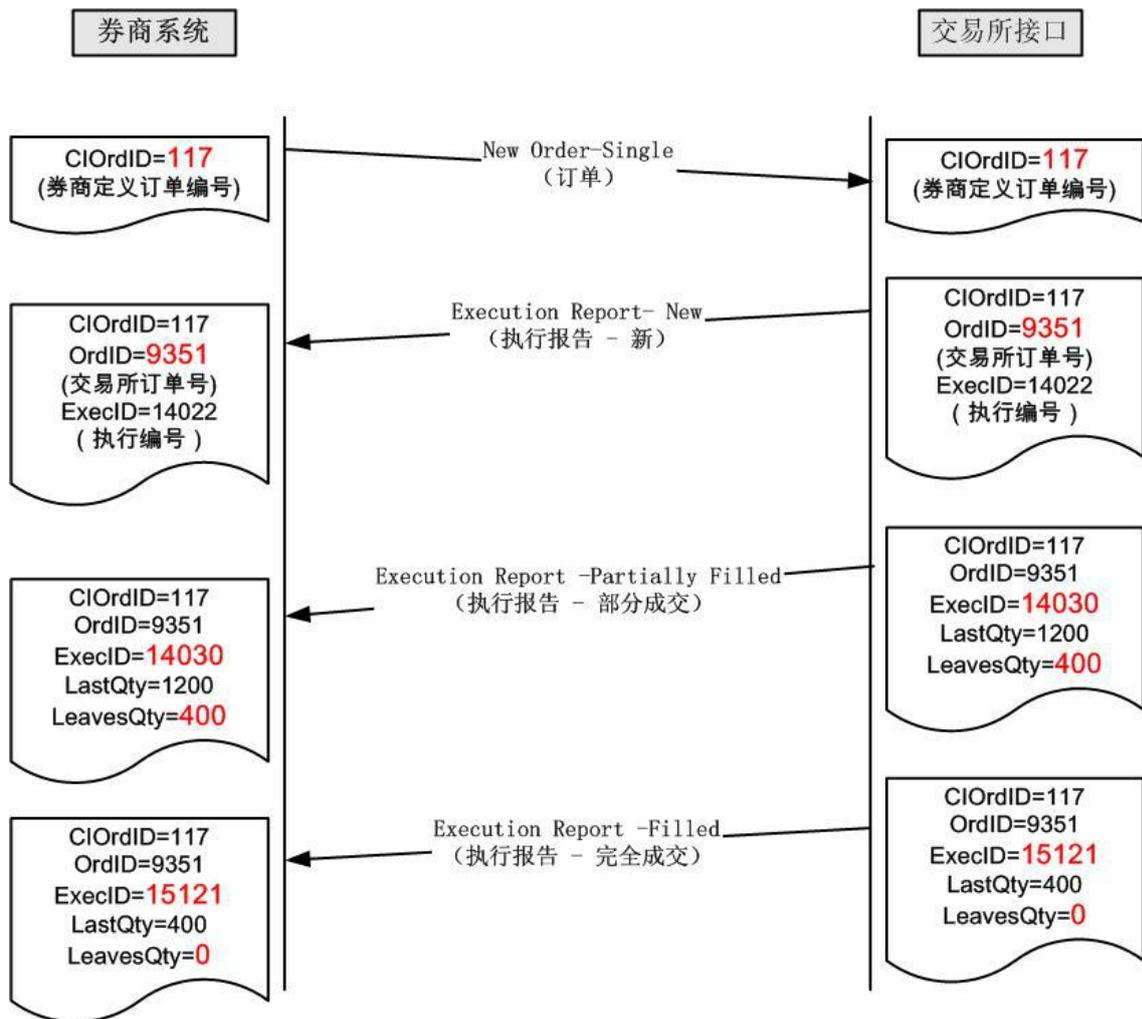 券商系统
交易所接口
ClOrdID=117
(券商定义订单编号)
New Order-Single
(订单)
ClOrdID=117
(券商定义订单编号)
ClOrdID=117
OrdID=9351
(交易所订单号)
ExecID=14022
( 执行编号 )
Execution Report- New
(执行报告 - 新)
ClOrdID=117
OrdID=9351
(交易所订单号)
ExecID=14022
( 执行编号 )
ClOrdID=117
OrdID=9351
ExecID=14030
LastQty=1200
LeavesQty=400
Execution Report -Partially Filled
(执行报告 - 部分成交)
ClOrdID=117
OrdID=9351
ExecID=14030
LastQty=1200
LeavesQty=400
ClOrdID=117
OrdID=9351
ExecID=15121
LastQty=400
LeavesQty=0
Execution Report -Filled
(执行报告 - 完全成交)
ClOrdID=117
OrdID=9351
ExecID=15121
LastQty=400
LeavesQty=0